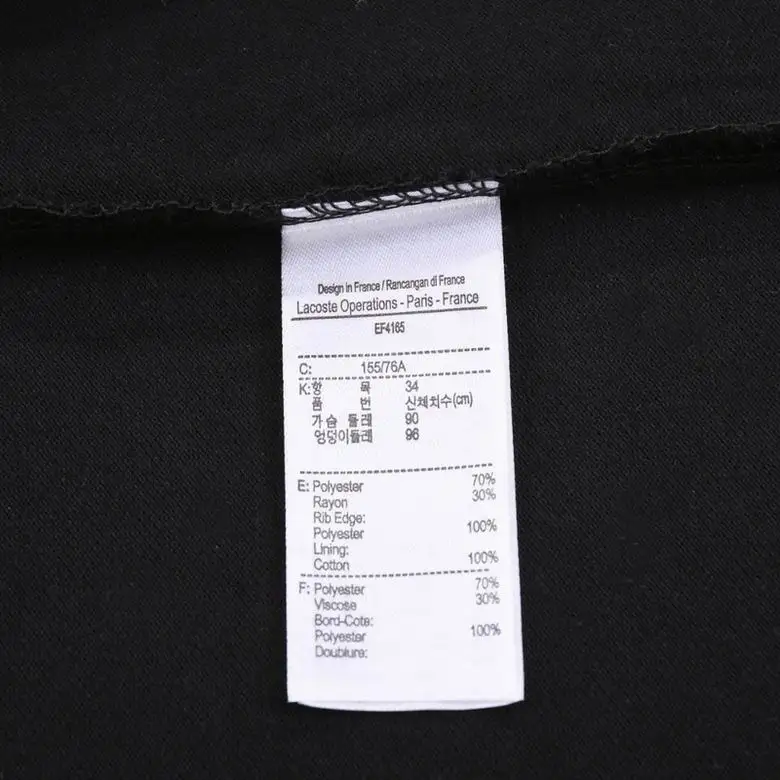 Design in France / Rancangan di France
Lacoste Operations - Paris - France
EF4165
C: 155/76A
K: 항 목 34
품 번 신체치수(cm)
가슴 둘레 90
엉덩이둘레 96
E: Polyester 70%
Rayon 30%
Rib Edge:
Polyester 100%
Lining:
Cotton 100%
F: Polyester 70%
Viscose 30%
Bord-Cote:
Polyester 100%
Doublure: